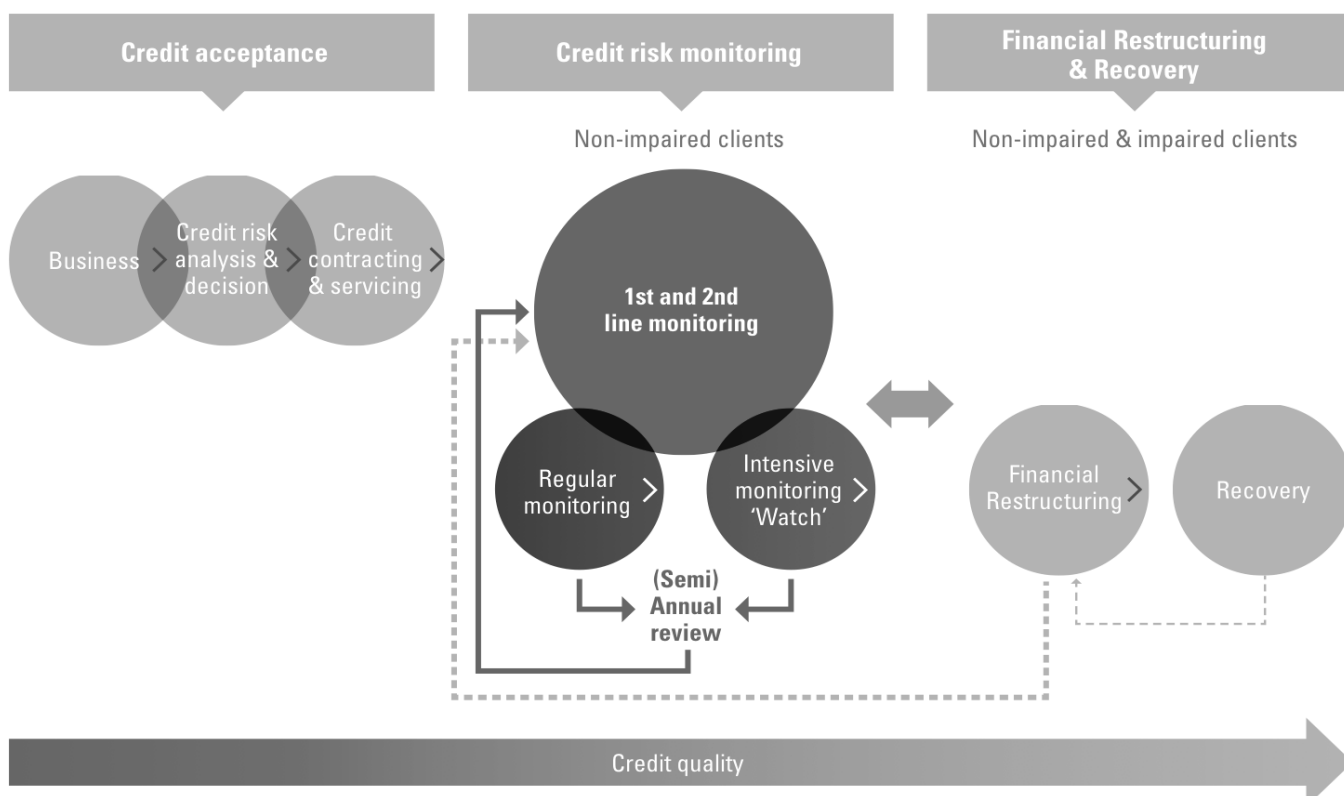 Credit acceptance
Credit risk monitoring
Financial Restructuring
& Recovery
Non-impaired clients
Non-impaired & impaired clients
Business
Credit risk
analysis &
decision
Credit
contracting
& servicing
1st and 2nd
line monitoring
Regular
monitoring
Intensive
monitoring
‘Watch’
Financial
Restructuring
Recovery
(Semi)
Annual
review
Credit quality